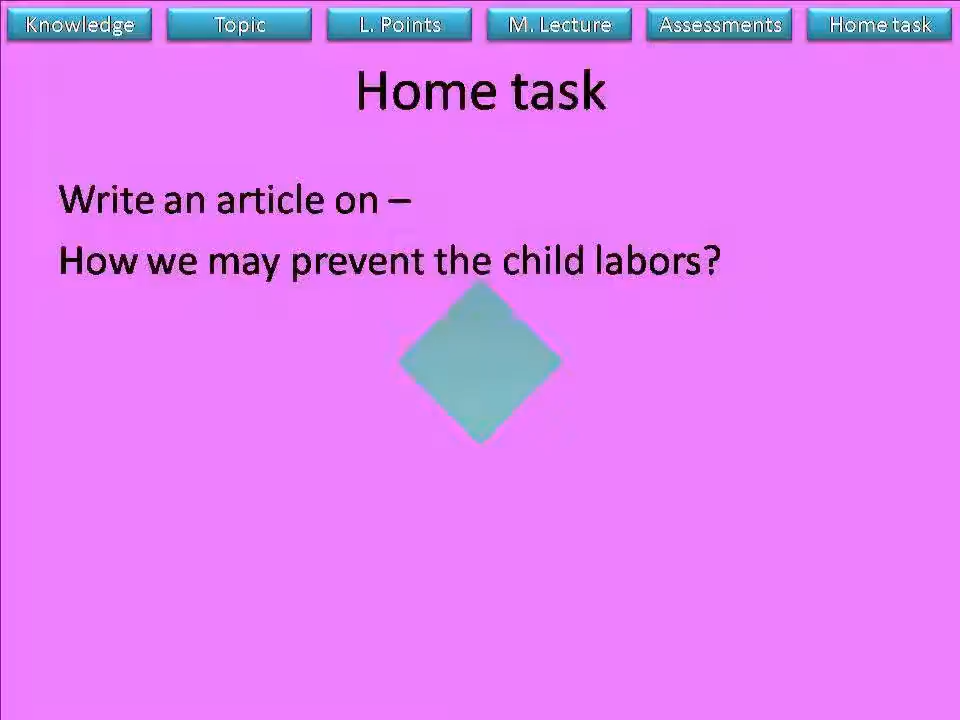 Knowledge
Topic
L. Points
M. Lecture
Assessments
Home task
Home task
Write an article on –
How we may prevent the child labors?